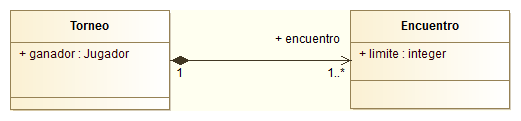 Torneo
+ ganador : Jugador
+ encuentro
1
1..*
Encuentro
+ limite : integer